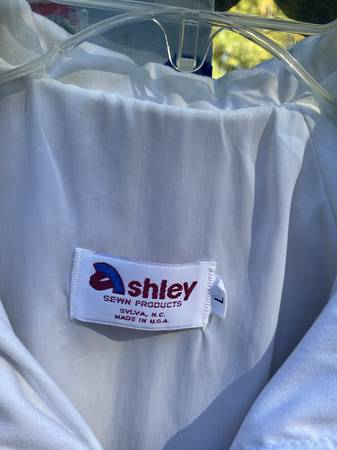 ashley
SEWN PRODUCTS
SYLVA, N.C.
MADE IN U.S.A.
L